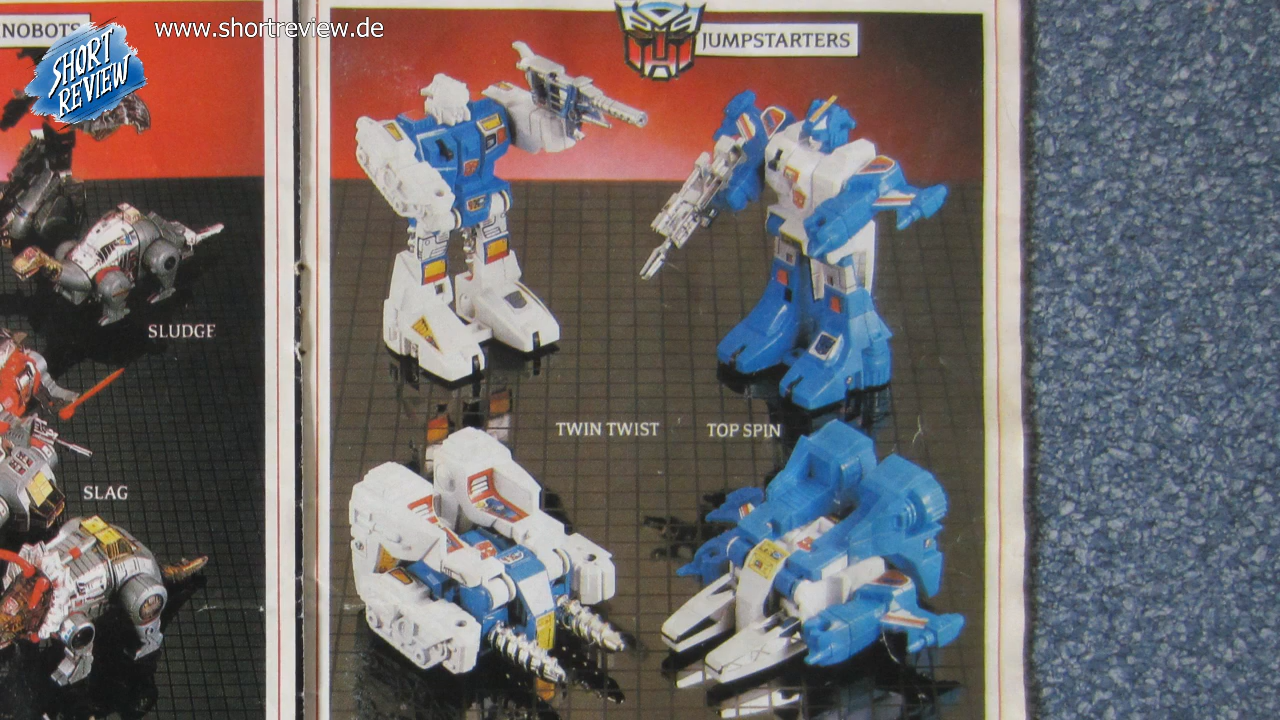 www.shortreview.de
SHORT
REVIEW
NOBOTS
SLUDGE
SLAG
JUMPSTARTERS
TWIN TWIST
TOP SPIN